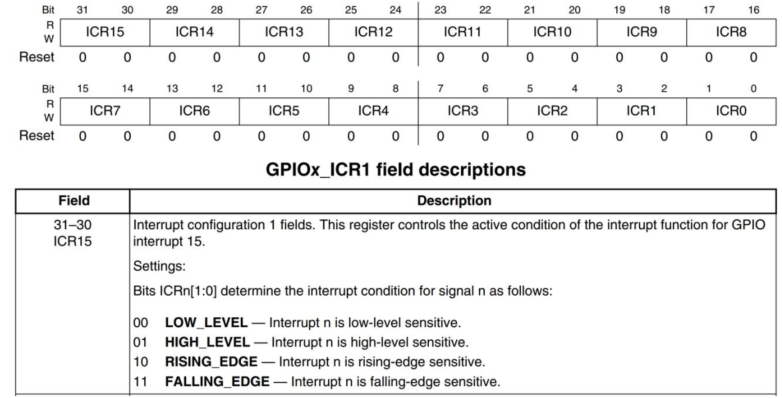 Bit 31 30 29 28 27 26 25 24 23 22 21 20 19 18 17 16
R
W ICR15 ICR14 ICR13 ICR12 ICR11 ICR10 ICR9 ICR8
Reset 0 0 0 0 0 0 0 0 0 0 0 0 0 0 0 0
Bit 15 14 13 12 11 10 9 8 7 6 5 4 3 2 1 0
R
W ICR7 ICR6 ICR5 ICR4 ICR3 ICR2 ICR1 ICR0
Reset 0 0 0 0 0 0 0 0 0 0 0 0 0 0 0 0
GPIOx_ICR1 field descriptions
Field Description
31–30 Interrupt configuration 1 fields. This register controls the active condition of the interrupt function for GPIO
ICR15 interrupt 15.
Settings:
Bits ICRn[1:0] determine the interrupt condition for signal n as follows:
00 LOW_LEVEL — Interrupt n is low-level sensitive.
01 HIGH_LEVEL — Interrupt n is high-level sensitive.
10 RISING_EDGE — Interrupt n is rising-edge sensitive.
11 FALLING_EDGE — Interrupt n is falling-edge sensitive.